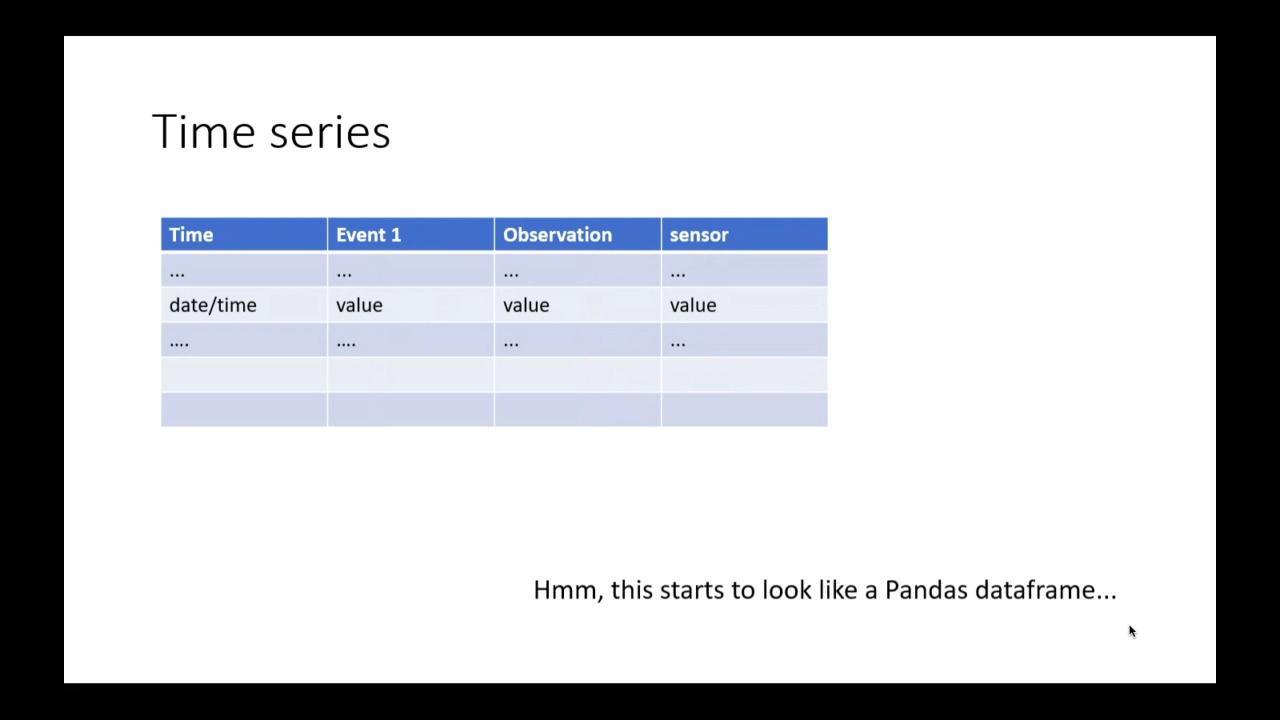 Time series
Time Event 1 Observation sensor
... ... ... ...
date/time value value value
.... .... ... ...
Hmm, this starts to look like a Pandas dataframe...